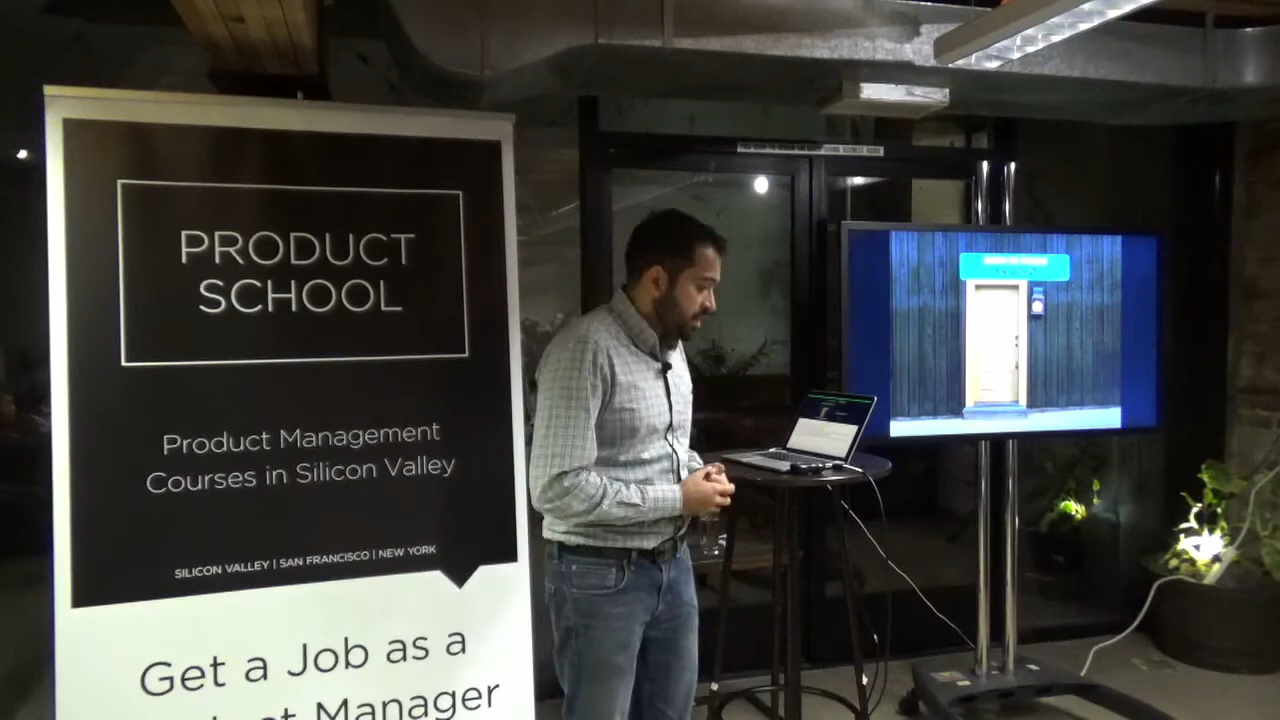 PRODUCT
SCHOOL
Product Management
Courses in Silicon Valley
SILICON VALLEY | SAN FRANCISCO | NEW YORK
Get a Job as a
Manager